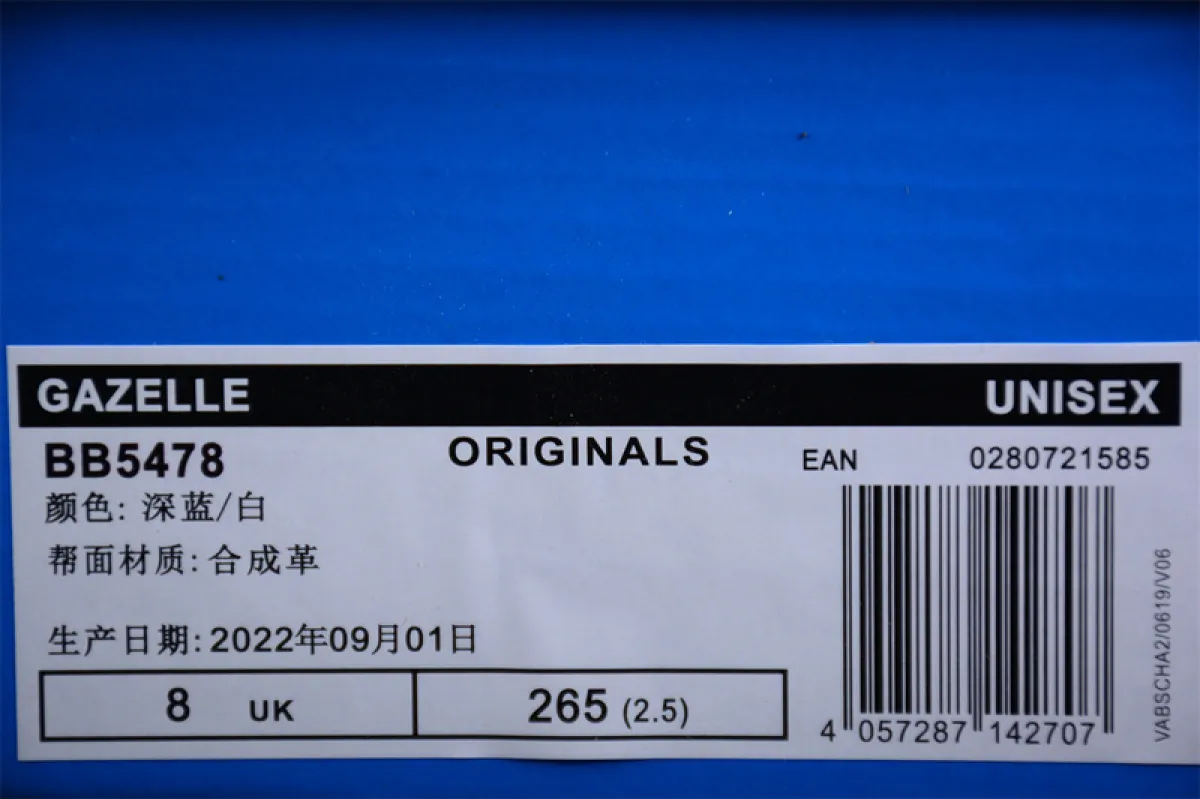 GAZELLE
UNISEX
BB5478
ORIGINALS
EAN
0280721585
颜色: 深蓝/白
帮面材质: 合成革
生产日期: 2022年09月01日
8 UK
265 (2.5)
4 057287 142707
VABSCHA2/0619/V06